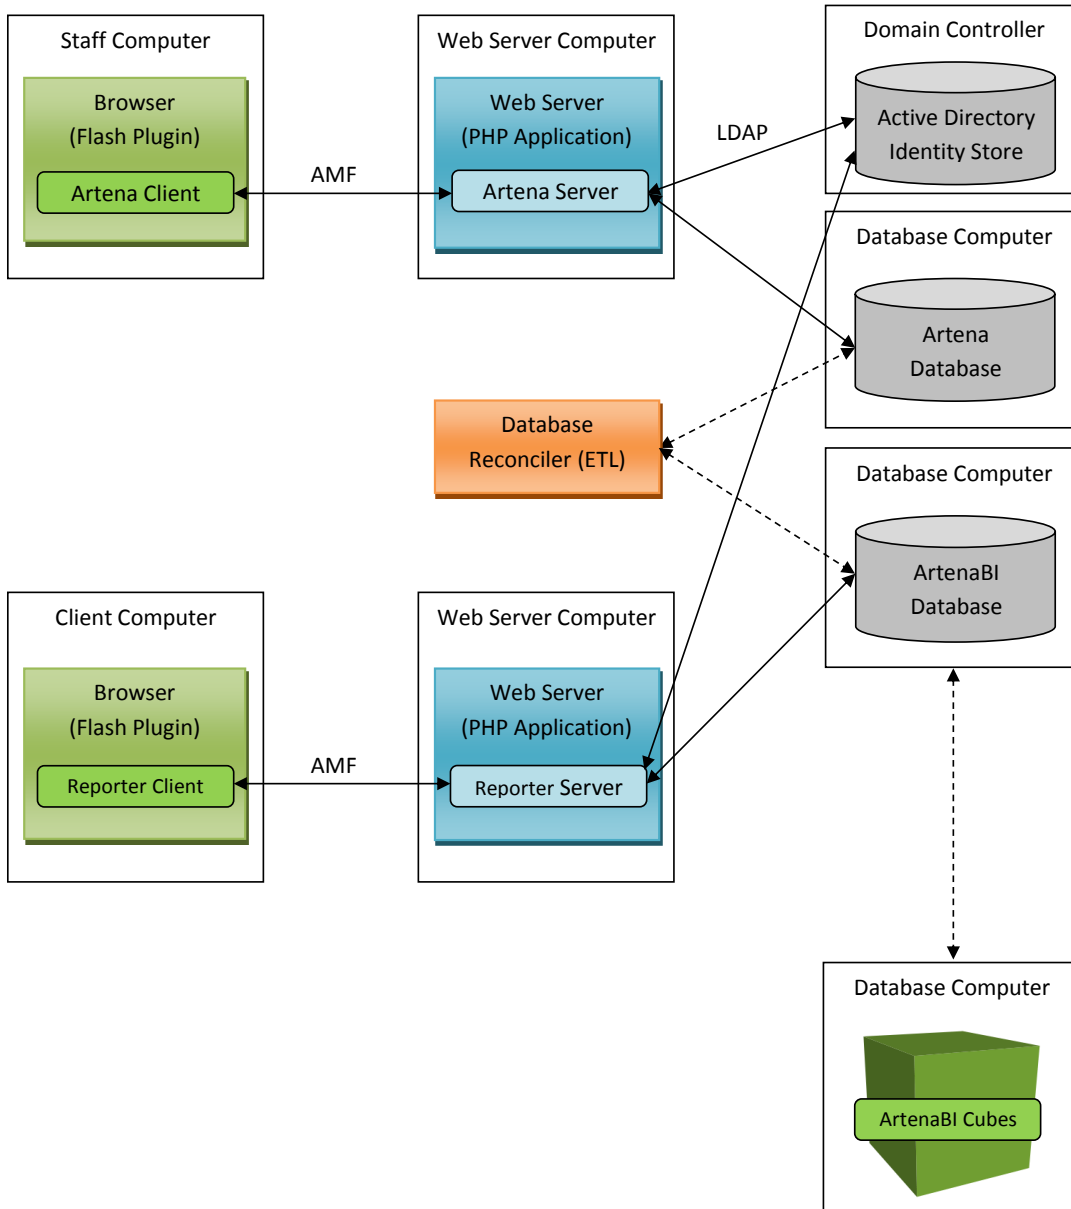 Staff Computer
Browser
(Flash Plugin)
Artena Client
AMF
Web Server Computer
Web Server
(PHP Application)
Artena Server
LDAP
Domain Controller
Active Directory
Identity Store
Database Computer
Artena
Database
Database
Reconciler (ETL)
Database Computer
ArtenaBI
Database
Client Computer
Browser
(Flash Plugin)
Reporter Client
AMF
Web Server Computer
Web Server
(PHP Application)
Reporter Server
Database Computer
ArtenaBI Cubes